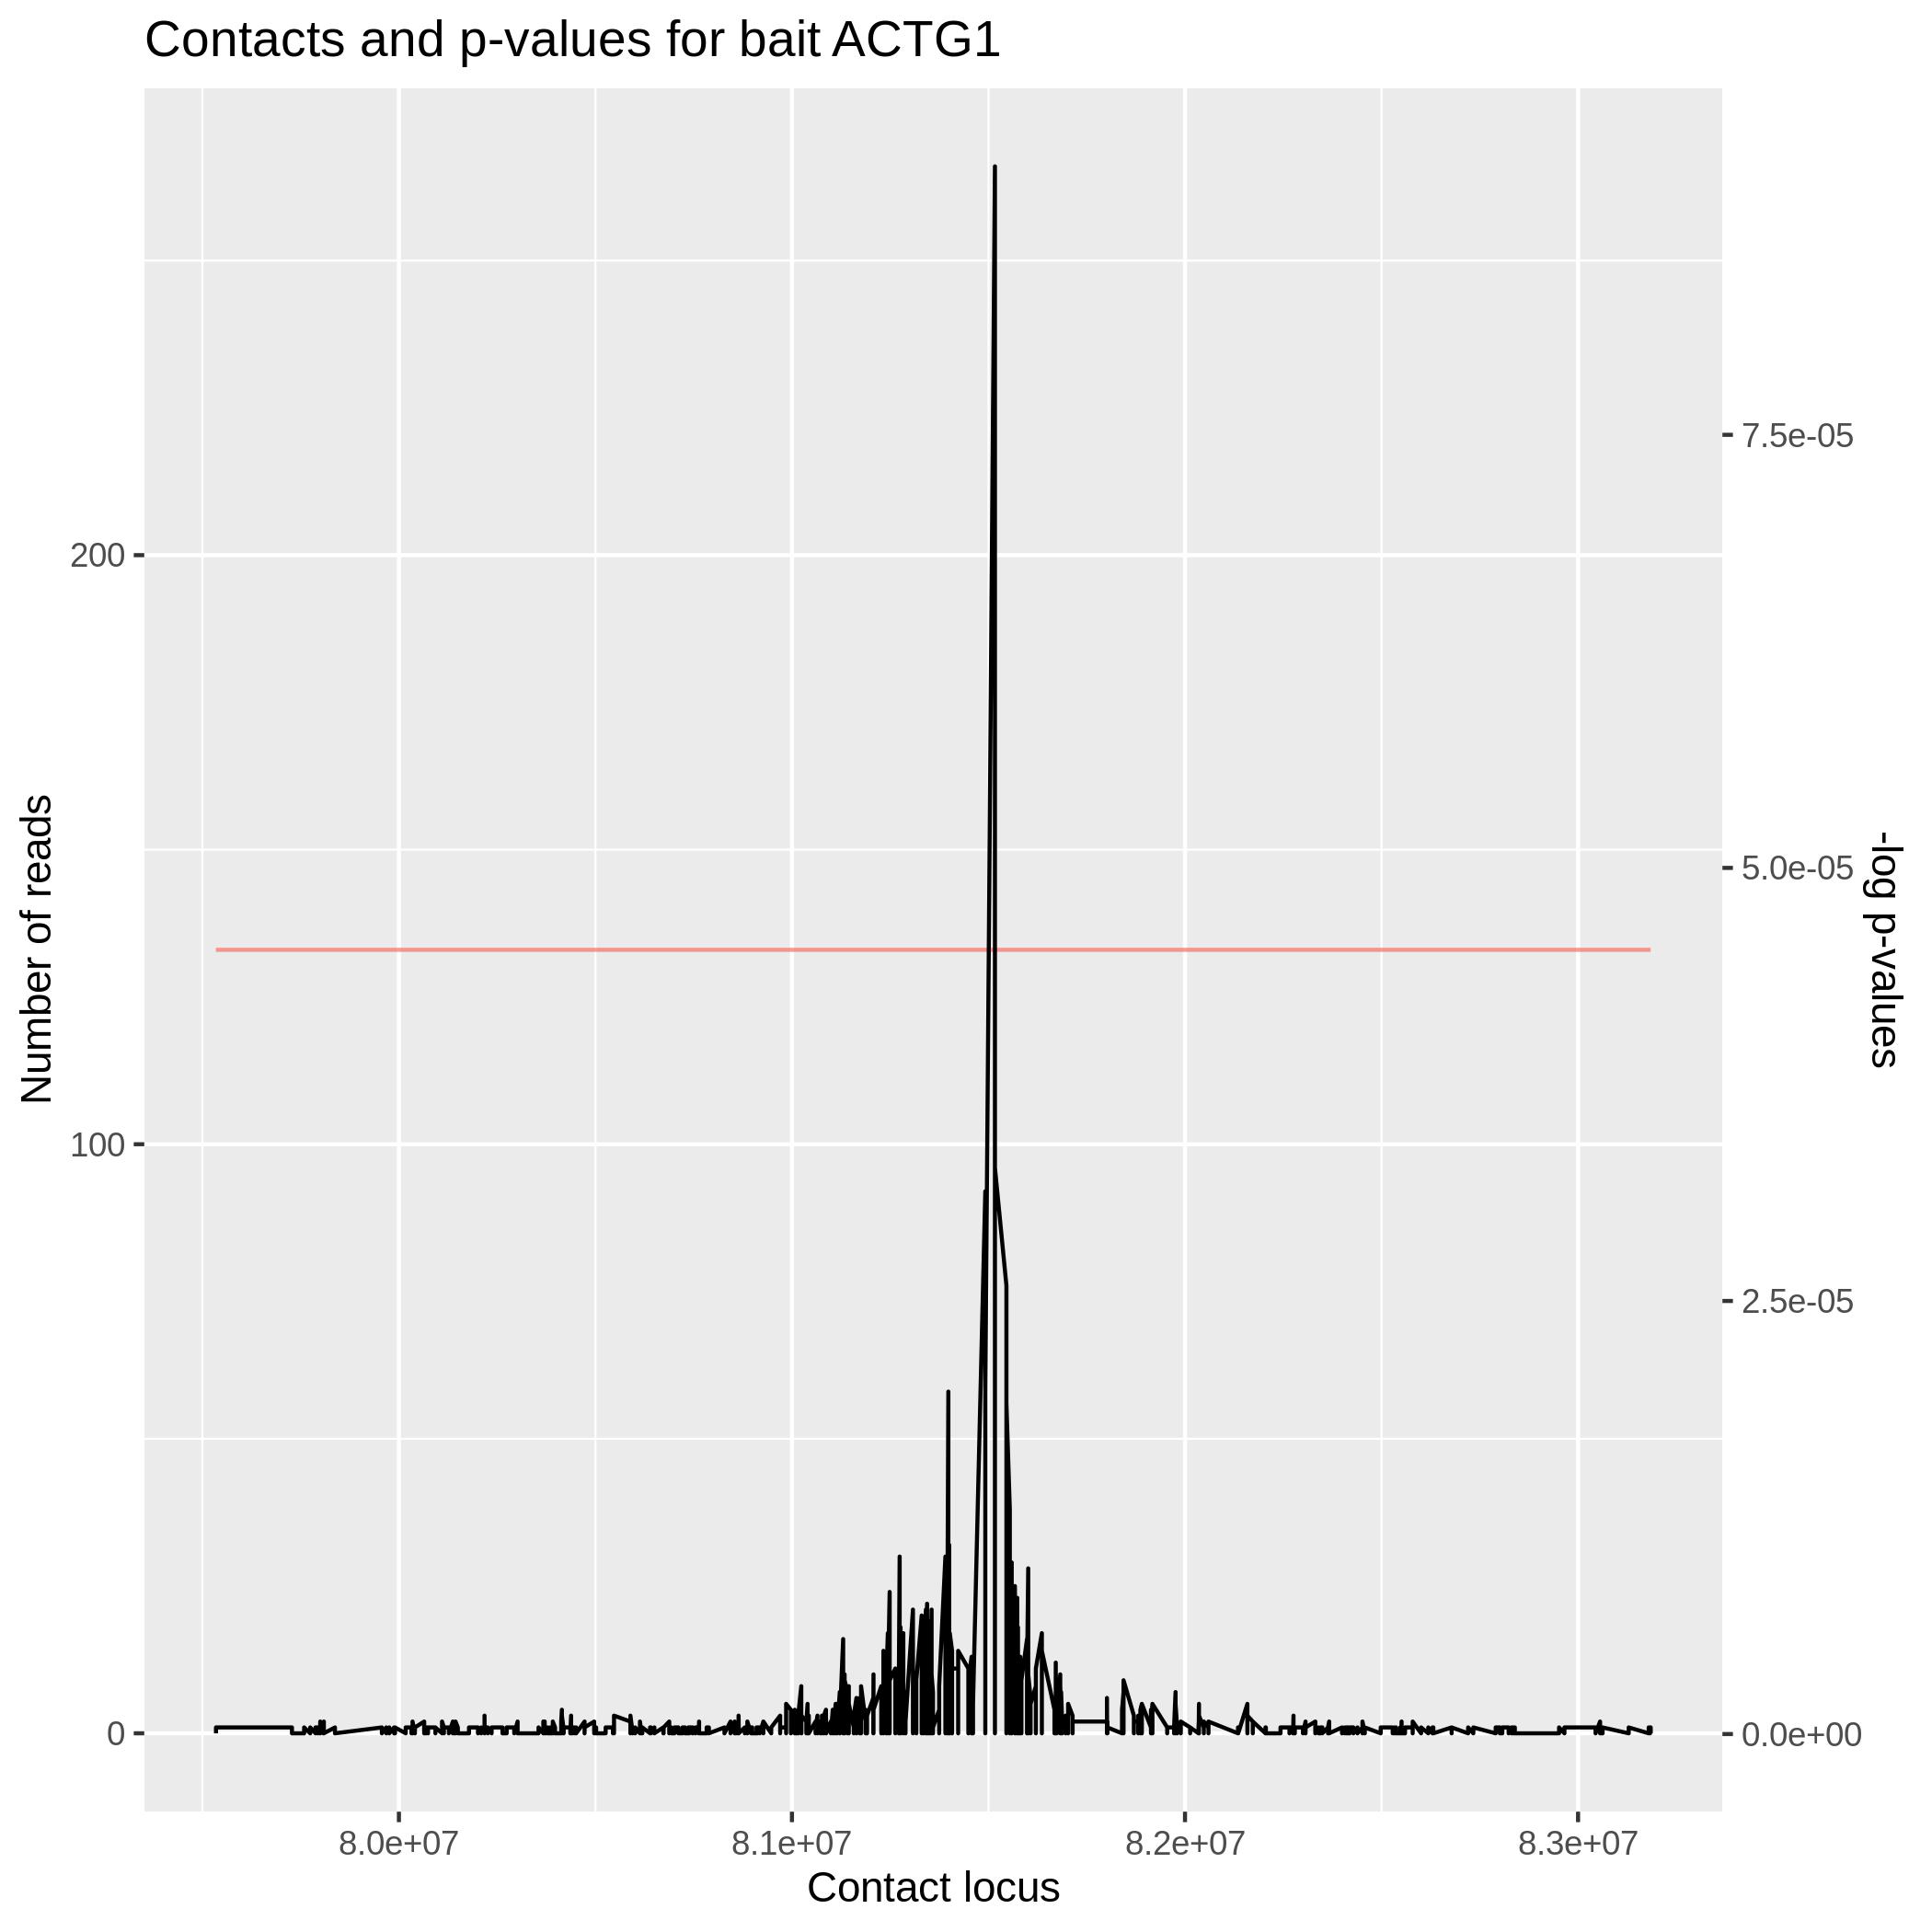 Contacts and p-values for bait ACTG1
Number of reads
200
100
0
7.5e-05
5.0e-05
2.5e-05
0.0e+00
-log p-values
8.0e+07
8.1e+07
8.2e+07
8.3e+07
Contact locus